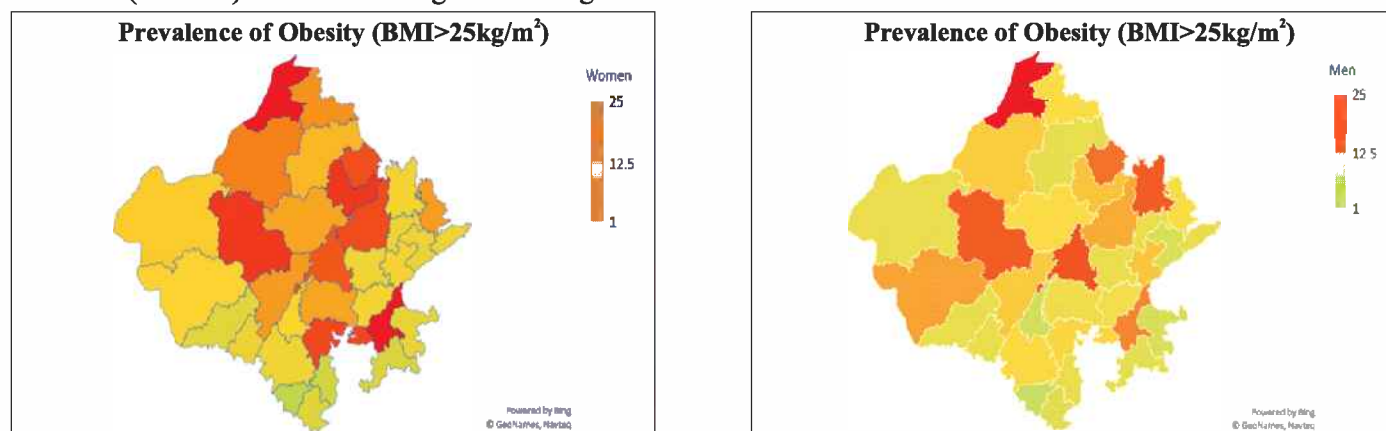 Prevalence of Obesity (BMI>25kg/m²)
Women
25
12.5
1
Powered by Bing
© GeoNames, Navteq
Prevalence of Obesity (BMI>25kg/m²)
Men
25
12.5
1
Powered by Bing
© GeoNames, Navteq